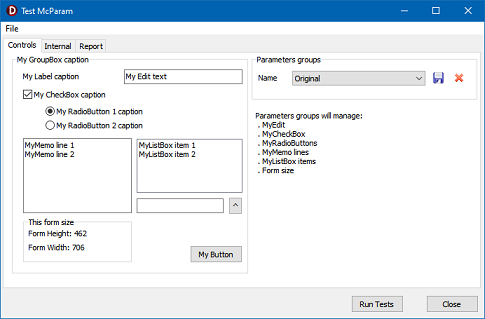 Test McParam
File
Controls Internal Report
My GroupBox caption
My Label caption My Edit text
My CheckBox caption
My RadioButton 1 caption
My RadioButton 2 caption
MyMemo line 1
MyMemo line 2
MyListBox item 1
MyListBox item 2
This form size
Form Height: 462
Form Width: 706
My Button
Parameters groups
Name Original
Parameters groups will manage:
. MyEdit
. MyCheckBox
. MyRadioButtons
. MyMemo lines
. MyListBox items
. Form size
Run Tests Close